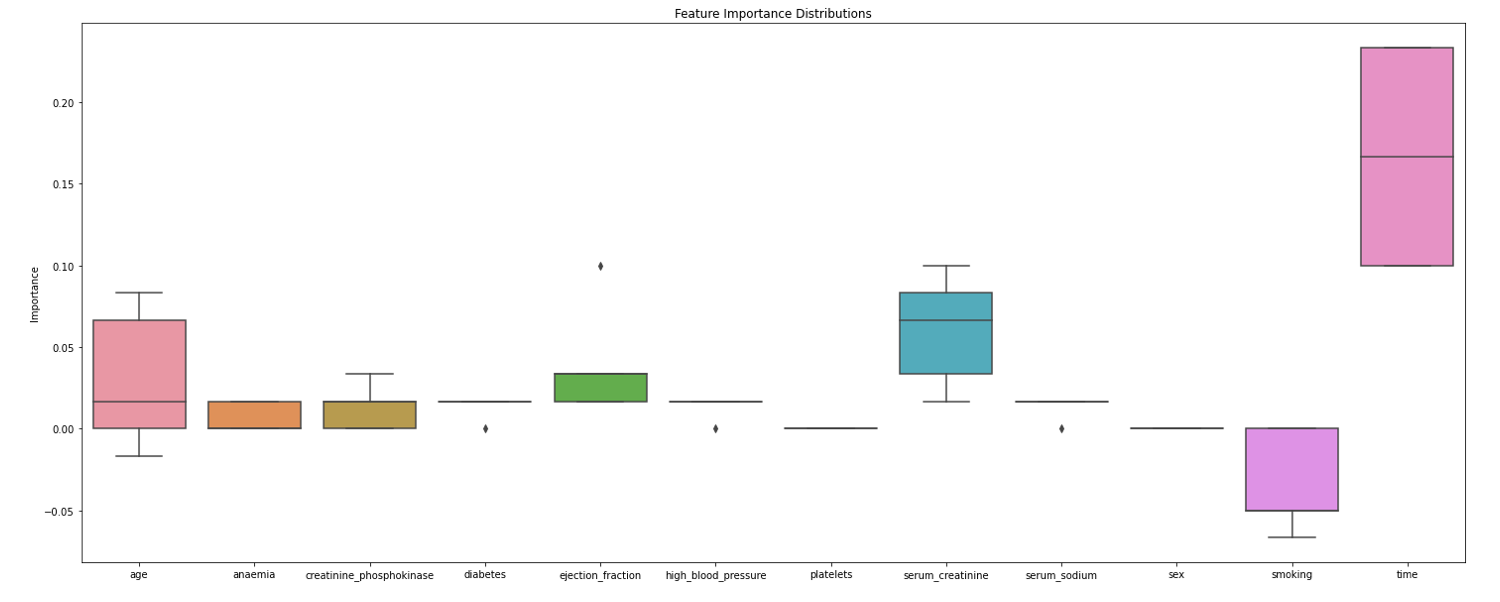 Feature Importance Distributions
Importance
0.20
0.15
0.10
0.05
0.00
−0.05
age anaemia creatinine_phosphokinase diabetes ejection_fraction high_blood_pressure platelets serum_creatinine serum_sodium sex smoking time